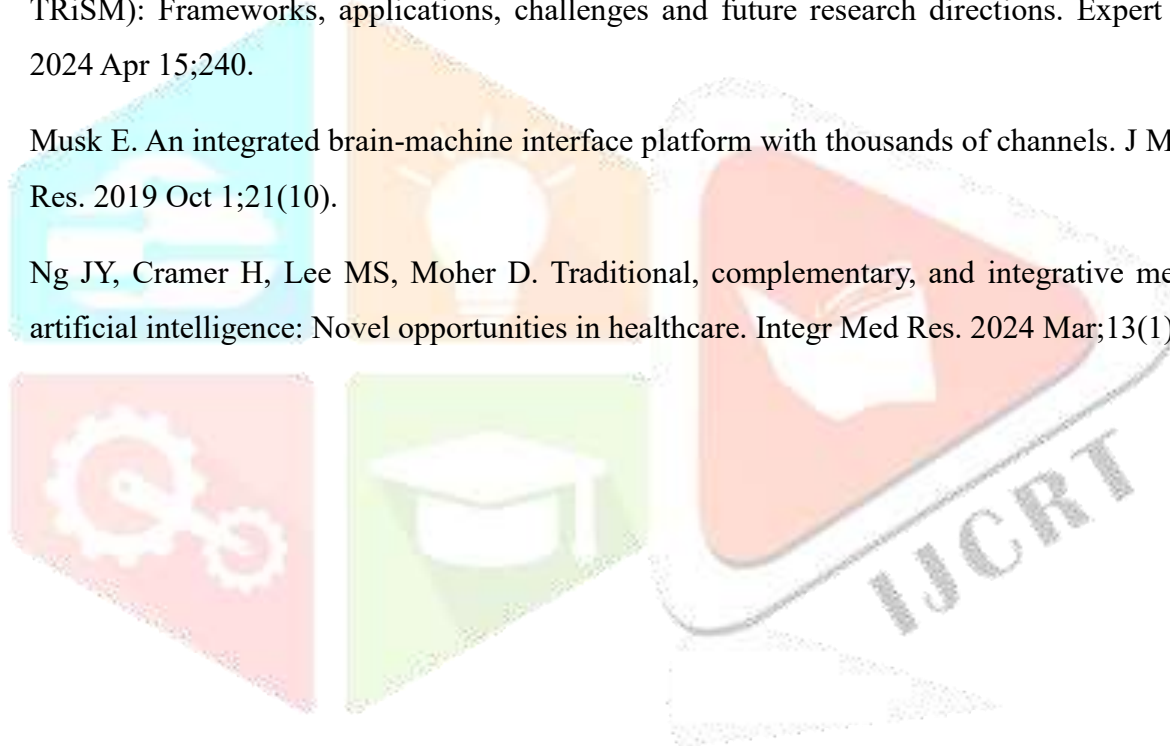 TRiSM): Frameworks, applications, challenges and future research directions. Expert
2024 Apr 15;240.
Musk E. An integrated brain-machine interface platform with thousands of channels. J M
Res. 2019 Oct 1;21(10).
Ng JY, Cramer H, Lee MS, Moher D. Traditional, complementary, and integrative me
artificial intelligence: Novel opportunities in healthcare. Integr Med Res. 2024 Mar;13(1)
IJCRT